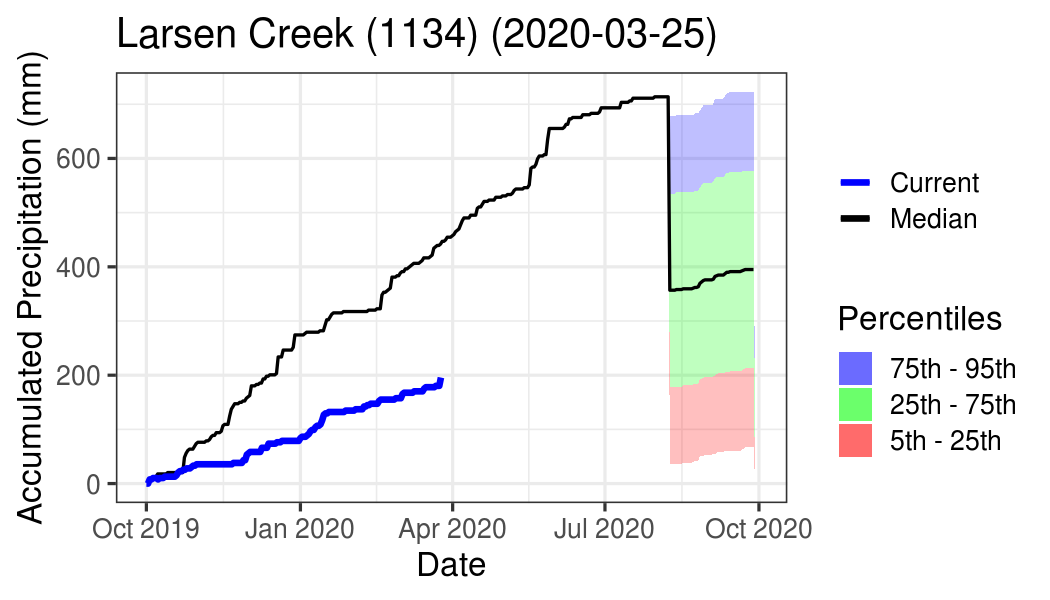 Larsen Creek (1134) (2020-03-25)
Accumulated Precipitation (mm)
600
400
200
0
Oct 2019 Jan 2020 Apr 2020 Jul 2020 Oct 2020
Date
Current
Median
Percentiles
75th - 95th
25th - 75th
5th - 25th